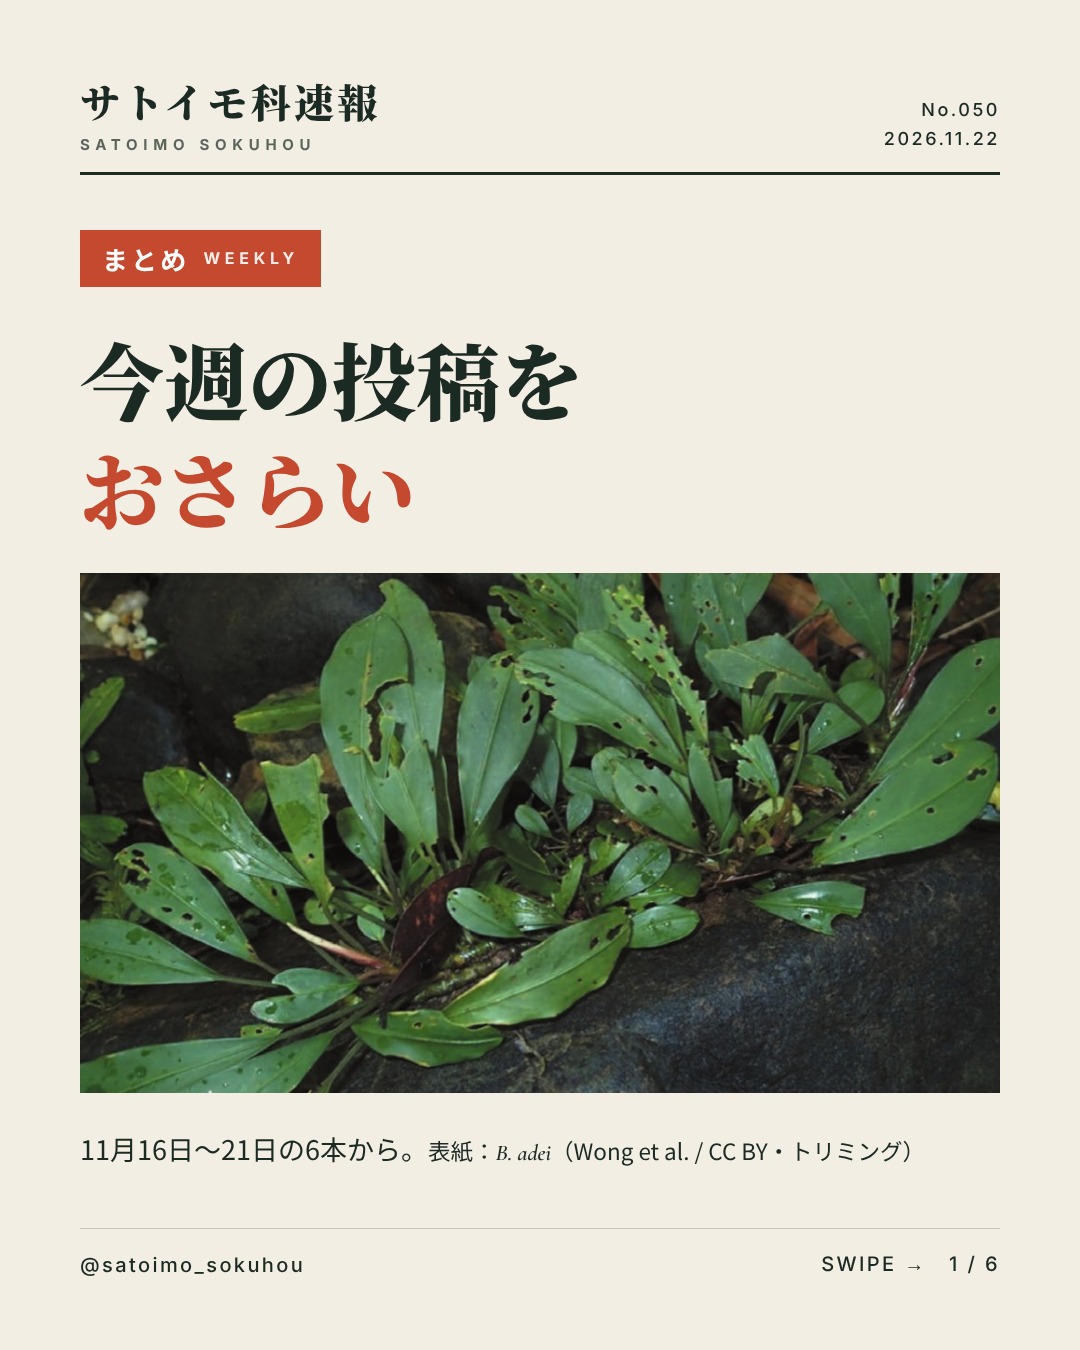 サトイモ科速報
SATOIMO SOKUHOU
No.050
2026.11.22
まとめ WEEKLY
今週の投稿を
おさらい
11月16日〜21日の6本から。表紙：B. adei（Wong et al. / CC BY・トリミング）
@satoimo_sokuhou
SWIPE → 1 / 6